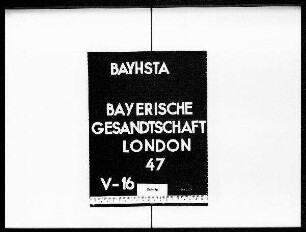 BAYHSTA
BAYERISCHE
GESANDTSCHAFT
LONDON
47
V-16